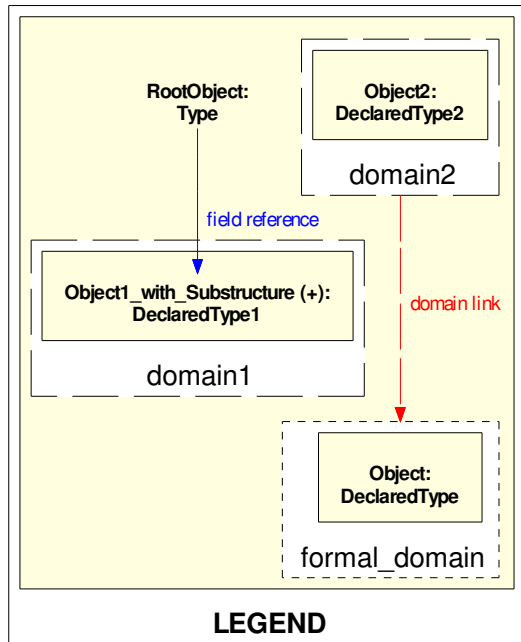 RootObject:
Type
Object2:
DeclaredType2
domain2
field reference
Object1_with_Substructure (+):
DeclaredType1
domain1
domain link
Object:
DeclaredType
formal_domain
LEGEND